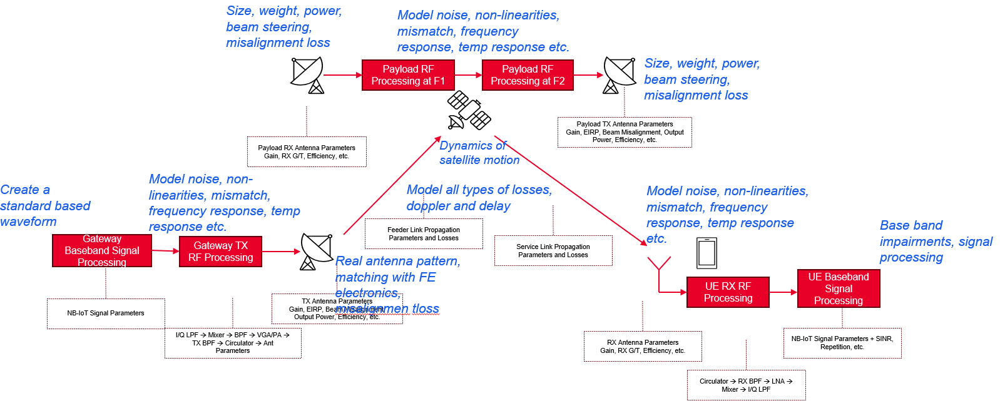 Size, weight, power,
beam steering,
misalignment loss
Model noise, non-linearities,
mismatch, frequency
response, temp response etc.
Payload RF
Processing at F1
Payload RF
Processing at F2
Size, weight, power,
beam steering,
misalignment loss
Payload TX Antenna Parameters
Gain, EIRP, Beam Misalignment, Output
Power, Efficiency, etc.
Payload RX Antenna Parameters
Gain, RX G/T, Efficiency, etc.
Dynamics of
satellite motion
Create a
standard based
waveform
Model noise, non-
linearities, mismatch,
frequency response, temp
response etc.
Model all types of losses,
doppler and delay
Model noise, non-linearities,
mismatch, frequency
response, temp response
etc.
Base band
impairments, signal
processing
Feeder Link Propagation
Parameters and Losses
Service Link Propagation
Parameters and Losses
Gateway
Baseband Signal
Processing
Gateway TX
RF Processing
Real antenna pattern,
matching with FE
electronics,
misalignmen tloss
TX Antenna Parameters
Gain, EIRP, Beam Misalignment,
Output Power, Efficiency, etc.
UE RX RF
Processing
UE Baseband
Signal
Processing
NB-IoT Signal Parameters
I/Q LPF → Mixer → BPF → VGA/PA →
TX BPF → Circulator → Ant
Parameters
RX Antenna Parameters
Gain, RX G/T, Efficiency, etc.
NB-IoT Signal Parameters + SINR,
Repetition, etc.
Circulator → RX BPF → LNA →
Mixer → I/Q LPF